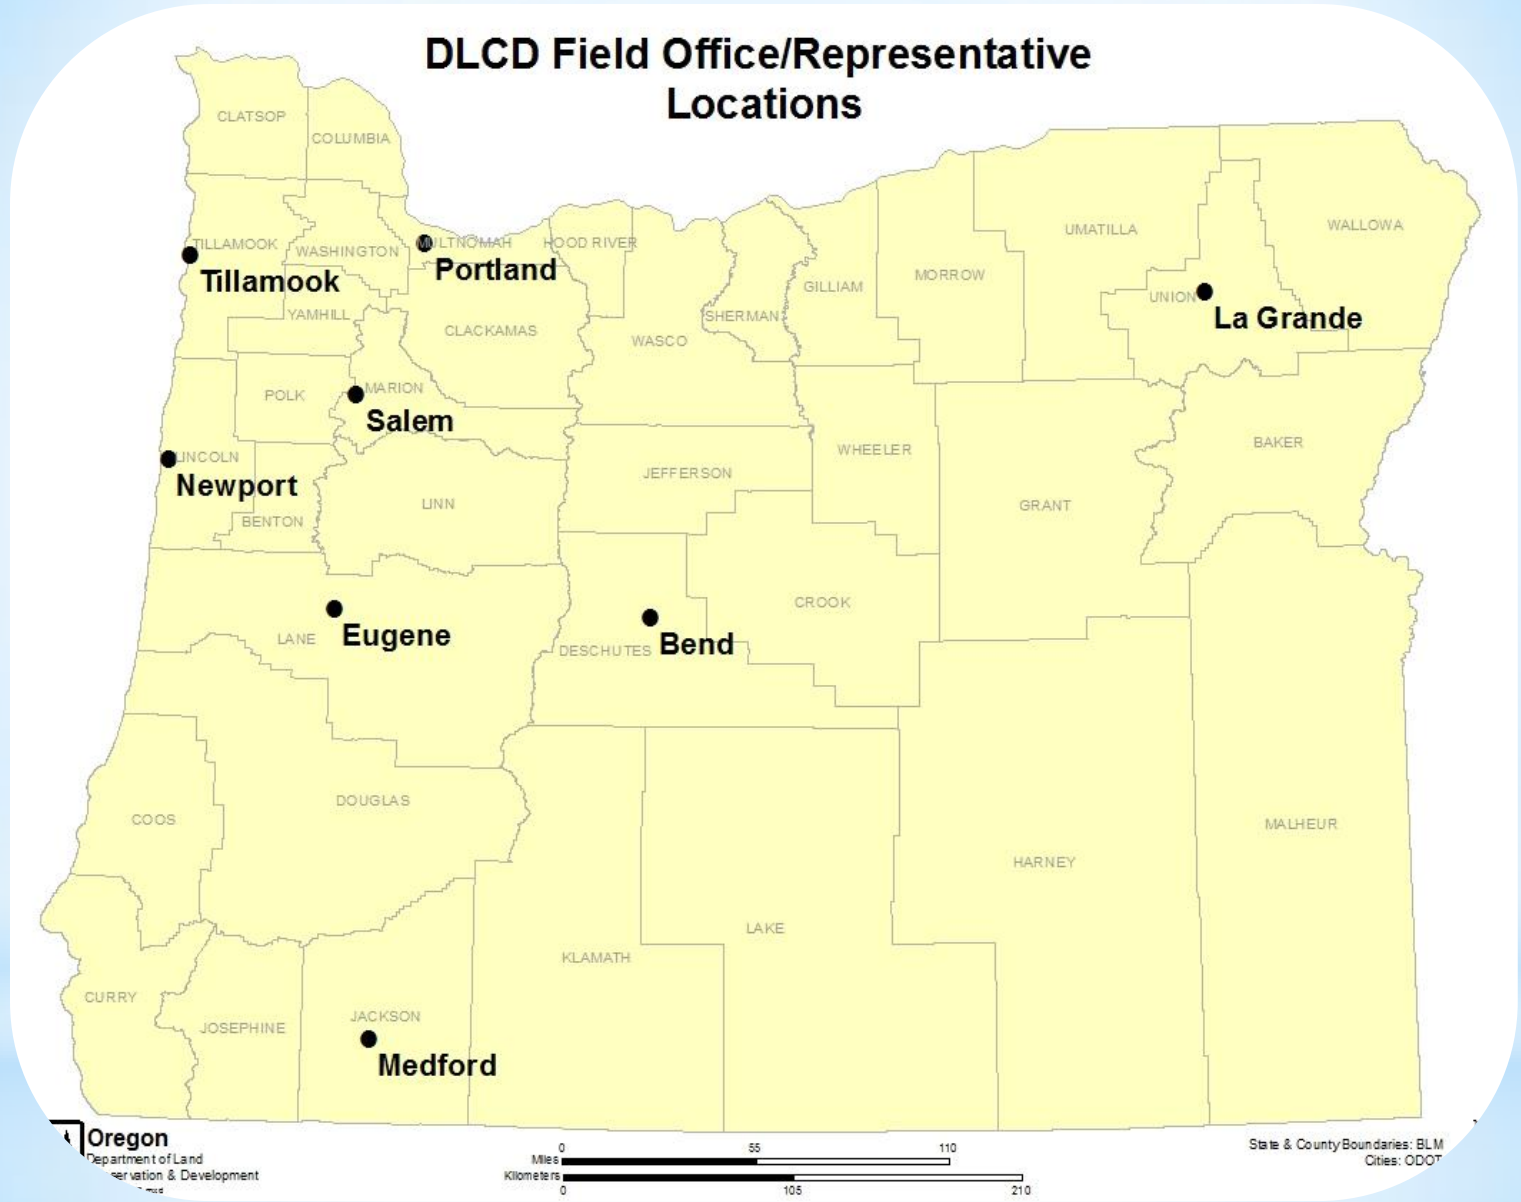 DLCD Field Office/Representative
Locations
CLATSOP
COLUMBIA
TILLAMOOK
WASHINGTON
MULTNOMAH
HOOD RIVER
UMATILLA
WALLOWA
Tillamook
Portland
GILLIAM
MORROW
UNION
La Grande
YAMHILL
CLACKAMAS
SHERMAN
WASCO
POLK
MARION
Salem
LINCOLN
Newport
WHEELER
BAKER
JEFFERSON
LINN
GRANT
BENTON
CROOK
Eugene
LANE
Bend
DESCHUTES
DOUGLAS
COOS
MALHEUR
HARNEY
LAKE
KLAMATH
CURRY
JOSEPHINE
JACKSON
Medford
Oregon
Department of Land
servation & Development
0 55 110
Miles
Kilometers
0 105 210
State & County Boundaries: BLM
Cities: ODOT